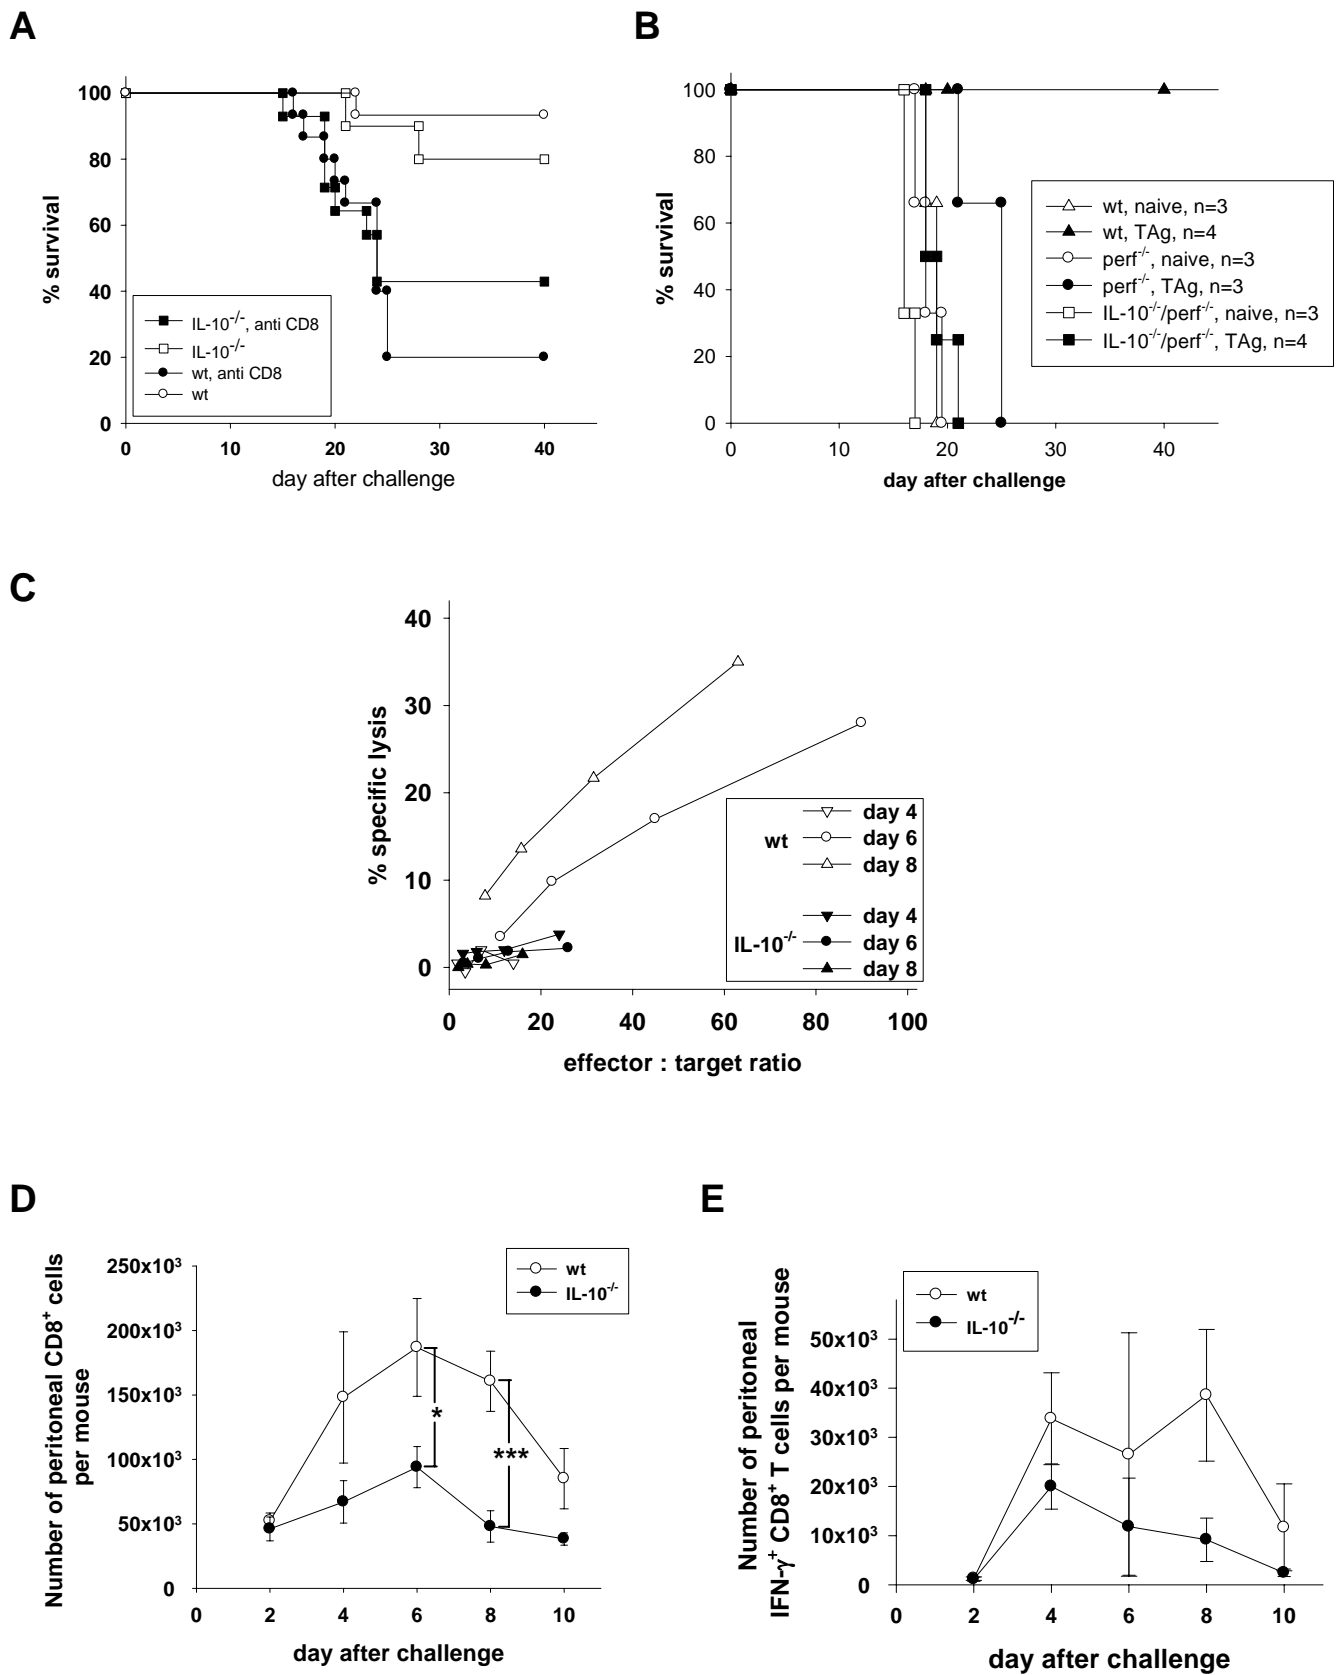 A
% survival
100
80
60
40
20
0
IL-10-/-, anti CD8
IL-10-/-
wt, anti CD8
wt
0 10 20 30 40
day after challenge
B
% survival
100
80
60
40
20
0
wt, naive, n=3
wt, TAg, n=4
perf-/-, naive, n=3
perf-/-, TAg, n=3
IL-10-/-/perf-/-, naive, n=3
IL-10-/-/perf-/-, TAg, n=4
0 10 20 30 40
day after challenge
C
% specific lysis
40
30
20
10
0
wt
day 4
day 6
day 8
IL-10-/-
day 4
day 6
day 8
0 20 40 60 80 100
effector : target ratio
D
Number of peritoneal CD8+ cells
per mouse
250x10³
200x10³
150x10³
100x10³
50x10³
0
wt
IL-10-/-
*
***
0 2 4 6 8 10
day after challenge
E
Number of peritoneal
IFN-γ+ CD8+ T cells per mouse
50x10³
40x10³
30x10³
20x10³
10x10³
0
wt
IL-10-/-
0 2 4 6 8 10
day after challenge